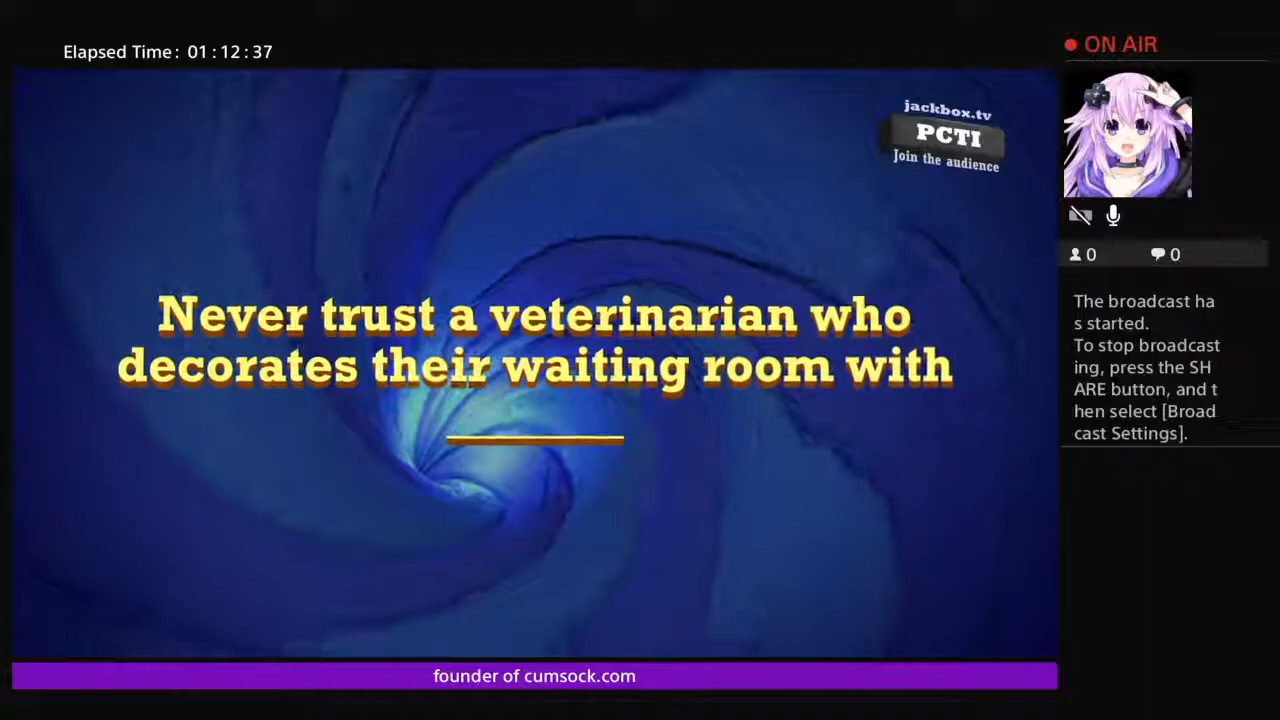 Elapsed Time: 01:12:37
ON AIR
jackbox.tv
PCTI
Join the audience
0 0
Never trust a veterinarian who
decorates their waiting room with
The broadcast ha
s started.
To stop broadcast
ing, press the SH
ARE button, and t
hen select [Broad
cast Settings].
founder of cumsock.com